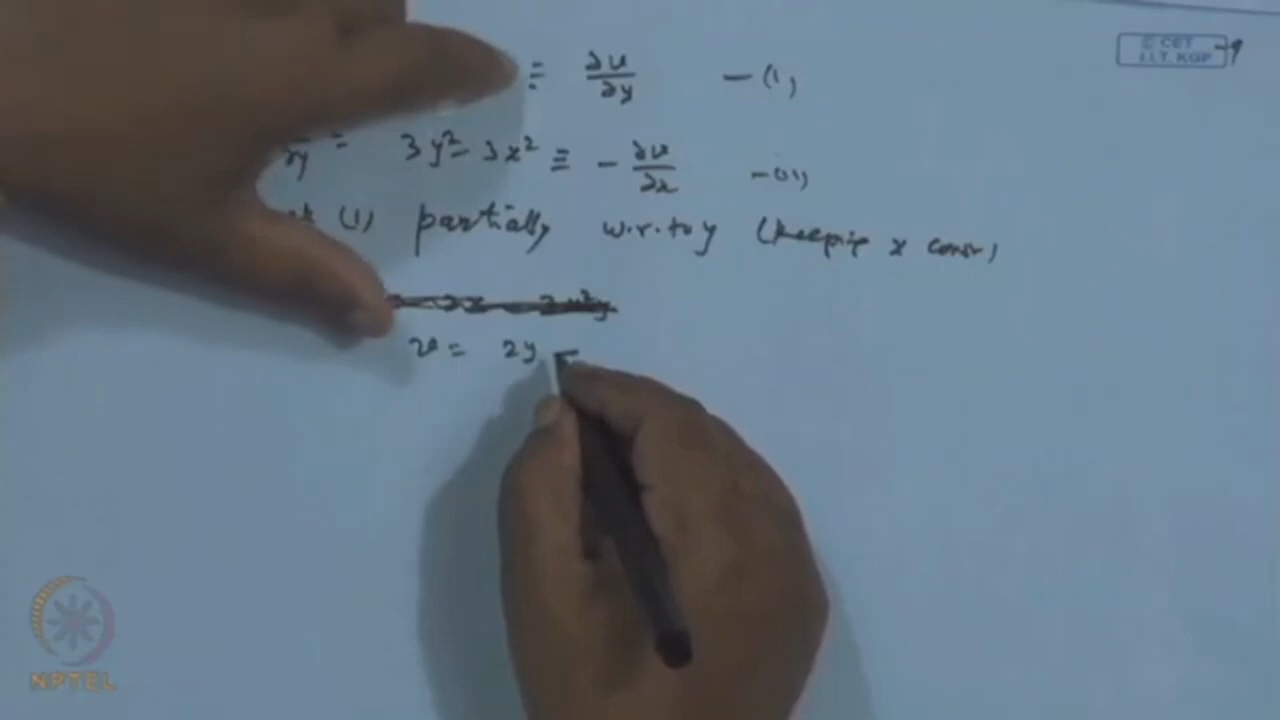 © CET
I.I.T. KGP
≡ ∂v/∂y — (1)
∂y = 3y² - 3x² ≡ - ∂v/∂x — (11)
(1) partially w.r.to y (keeping x const)
v = 2y -
NPTEL